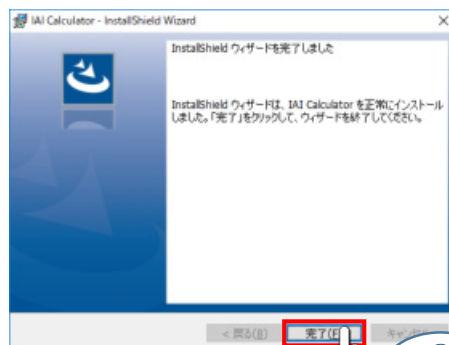 IAI Calculator - InstallShield Wizard
InstallShield ウィザードを完了しました
InstallShield ウィザードは、IAI Calculator を正常にインストール
しました。「完了」をクリックして、ウィザードを終了してください。
< 戻る(B)
完了(F